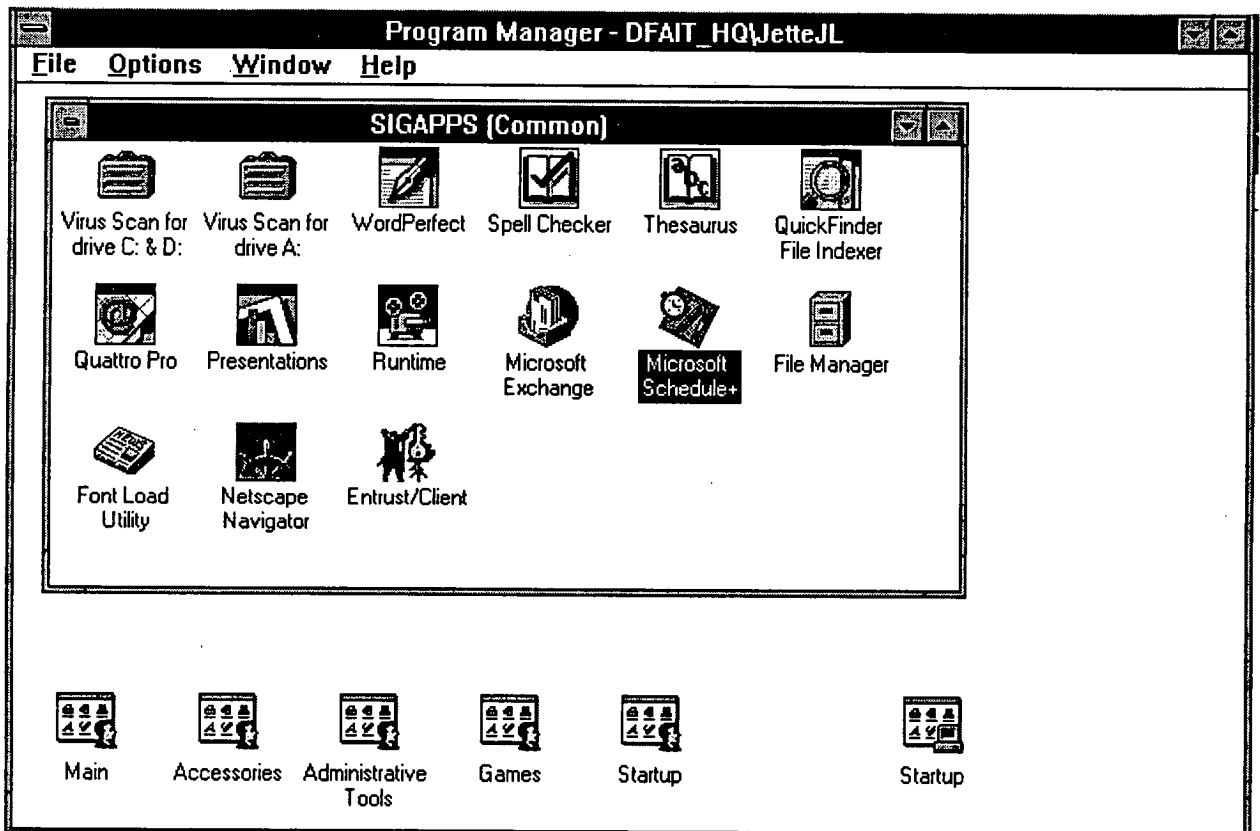 Program Manager - DFAIT_HQ\JetteJL
File Options Window Help
SIGAPPS (Common)
Virus Scan for drive C: & D:
Virus Scan for drive A:
WordPerfect
Spell Checker
Thesaurus
QuickFinder File Indexer
Quattro Pro
Presentations
Runtime
Microsoft Exchange
Microsoft Schedule+
File Manager
Font Load Utility
Netscape Navigator
Entrust/Client
Main
Accessories
Administrative Tools
Games
Startup
Startup